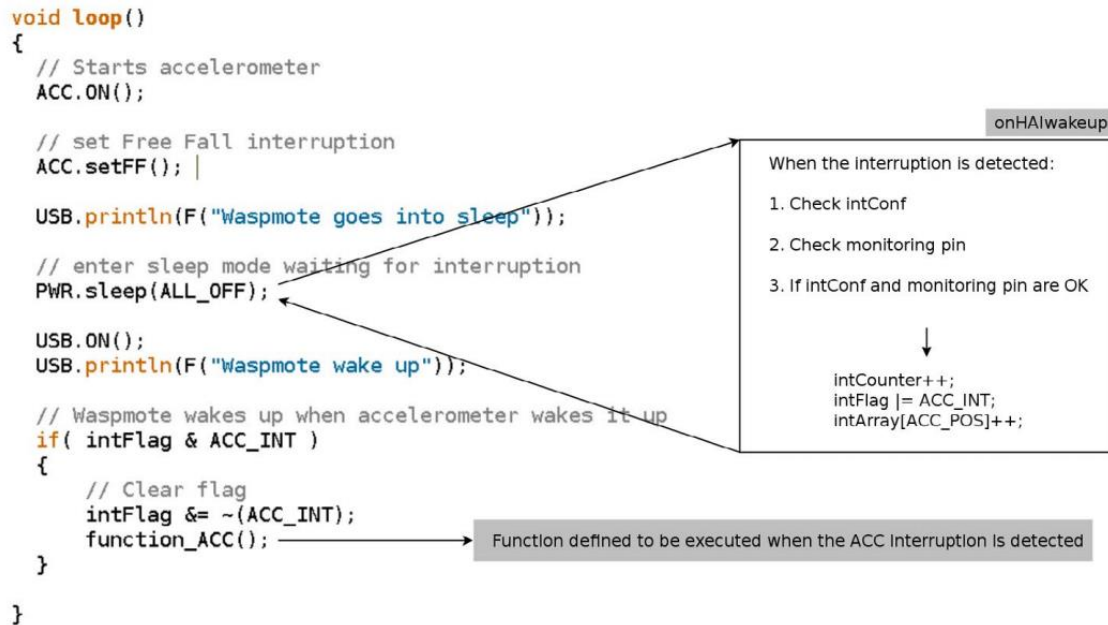 void loop()
{
// Starts accelerometer
ACC.ON();
// set Free Fall interruption
ACC.setFF();
USB.println(F("Waspmote goes into sleep"));
// enter sleep mode waiting for interruption
PWR.sleep(ALL_OFF);
USB.ON();
USB.println(F("Waspmote wake up"));
// Waspmote wakes up when accelerometer wakes it up
if( intFlag & ACC_INT )
{
// Clear flag
intFlag &= ~(ACC_INT);
function_ACC();
}
}
onHAIwakeup
When the interruption is detected:
1. Check intConf
2. Check monitoring pin
3. If intConf and monitoring pin are OK
intCounter++;
intFlag |= ACC_INT;
intArray[ACC_POS]++;
Function defined to be executed when the ACC interruption is detected